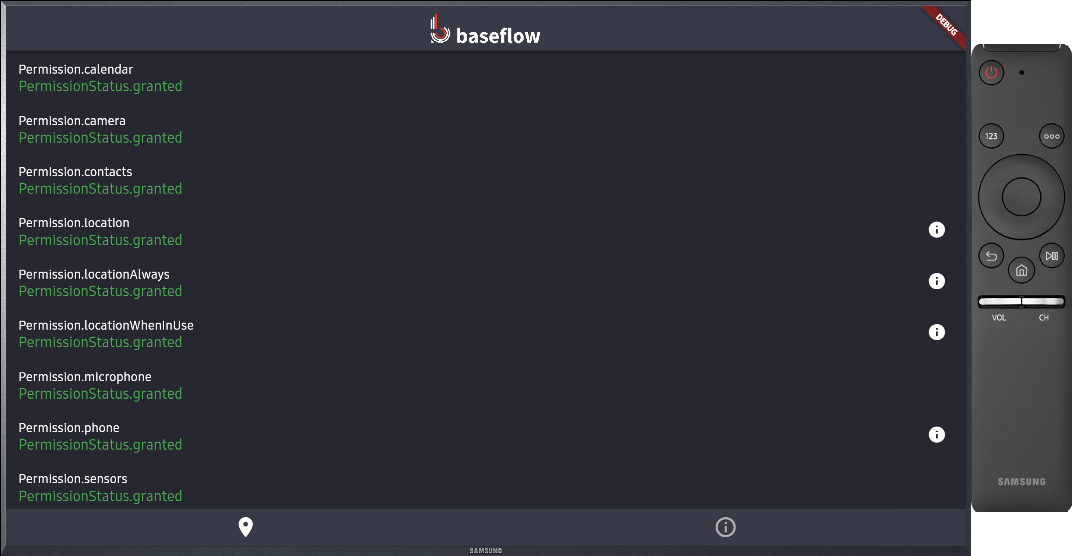 baseflow
DEBUG
Permission.calendar
PermissionStatus.granted
Permission.camera
PermissionStatus.granted
Permission.contacts
PermissionStatus.granted
Permission.location
PermissionStatus.granted
Permission.locationAlways
PermissionStatus.granted
Permission.locationWhenInUse
PermissionStatus.granted
Permission.microphone
PermissionStatus.granted
Permission.phone
PermissionStatus.granted
Permission.sensors
PermissionStatus.granted
SAMSUNG
123
VOL CH
SAMSUNG